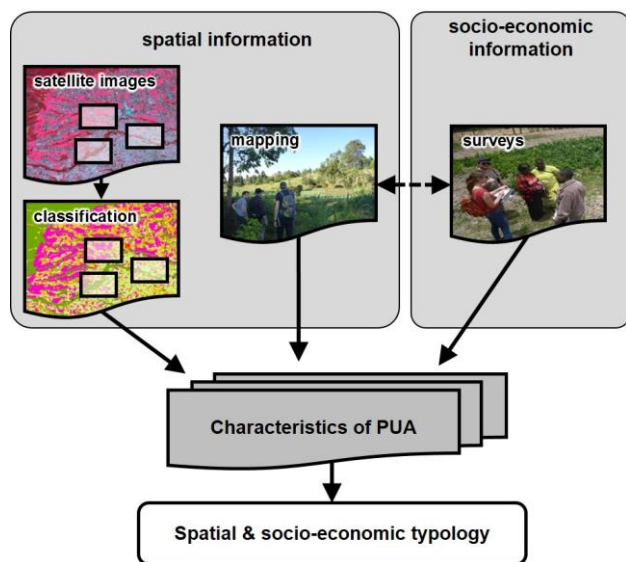 spatial information
socio-economic
information
satellite images
mapping
surveys
classification
Characteristics of PUA
Spatial & socio-economic typology